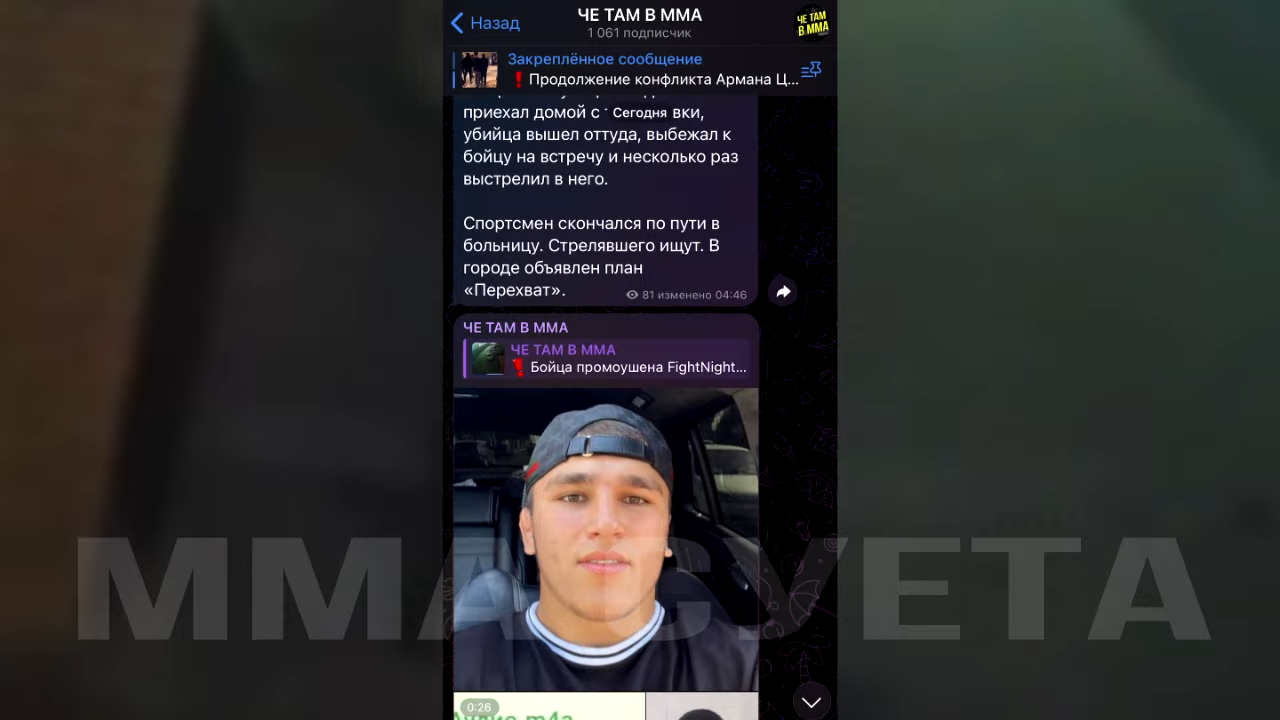 Назад
ЧЕ ТАМ В ММА
1 061 подписчик
ЧЕ ТАМ
В ММА
Закреплённое сообщение
❗Продолжение конфликта Армана Ц...
приехал домой с
Сегодня
вки,
убийца вышел оттуда, выбежал к
бойцу на встречу и несколько раз
выстрелил в него.
Спортсмен скончался по пути в
больницу. Стрелявшего ищут. В
городе объявлен план
«Перехват».
81 изменено 04:46
ЧЕ ТАМ В ММА
ЧЕ ТАМ В ММА
❗Бойца промоушена FightNight...
ММА СУЕТА
0:26